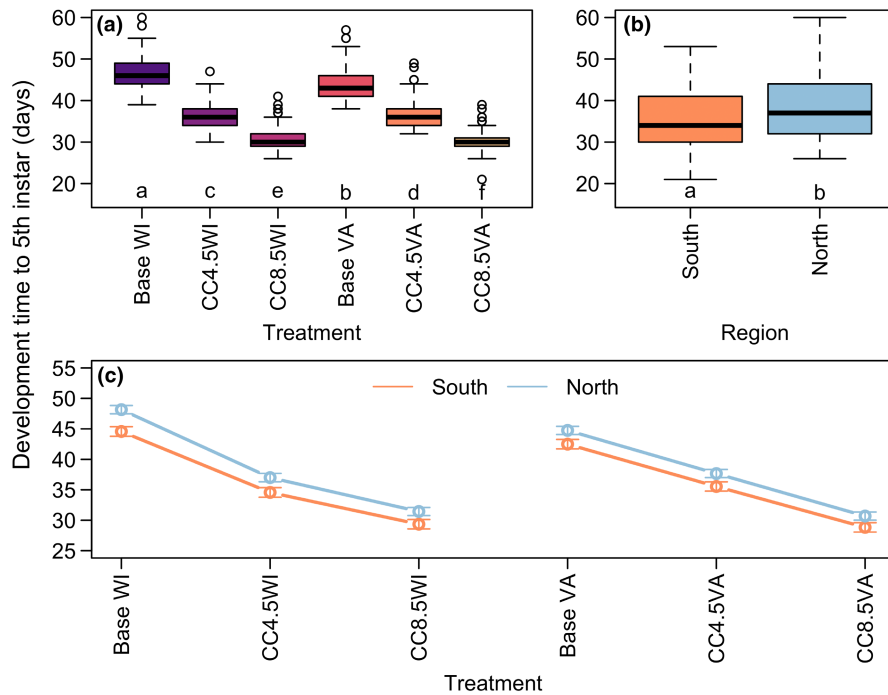 Development time to 5th instar (days)
(a)
60
50
40
30
20
a
c
e
b
d
f
Base WI
CC4.5WI
CC8.5WI
Base VA
CC4.5VA
CC8.5VA
Treatment
(b)
60
50
40
30
20
a
b
South
North
Region
(c)
South
North
55
50
45
40
35
30
25
Base WI
CC4.5WI
CC8.5WI
Base VA
CC4.5VA
CC8.5VA
Treatment